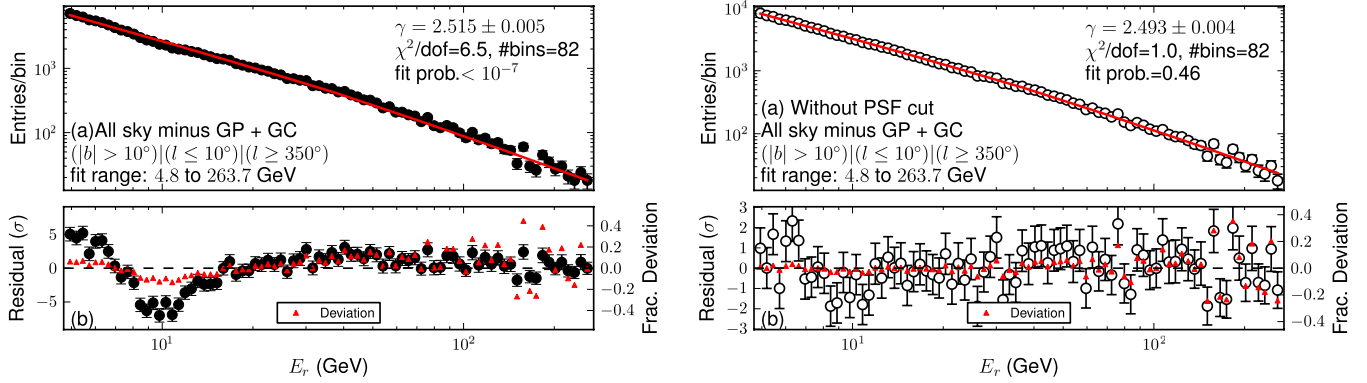 Entries/bin
10³
10²
γ = 2.515 ± 0.005
χ²/dof=6.5, #bins=82
fit prob.< 10⁻⁷
(a)All sky minus GP + GC
(|b| > 10°)|(l ≤ 10°)|(l ≥ 350°)
fit range: 4.8 to 263.7 GeV
Residual (σ)
5
0
−5
0.4
0.2
0.0
−0.2
−0.4
Frac. Deviation
(b)
Deviation
10¹
10²
E_r (GeV)
Entries/bin
10⁴
10³
10²
γ = 2.493 ± 0.004
χ²/dof=1.0, #bins=82
fit prob.=0.46
(a) Without PSF cut
All sky minus GP + GC
(|b| > 10°)|(l ≤ 10°)|(l ≥ 350°)
fit range: 4.8 to 263.7 GeV
Residual (σ)
3
2
1
0
−1
−2
−3
0.4
0.2
0.0
−0.2
−0.4
Frac. Deviation
(b)
Deviation
10¹
10²
E_r (GeV)